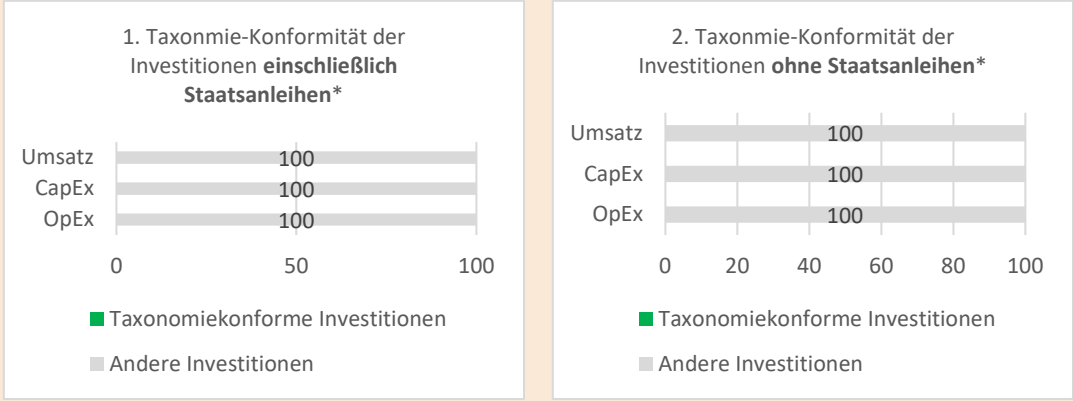 1. Taxonmie-Konformität der
Investitionen einschließlich
Staatsanleihen*
Umsatz
100
CapEx
100
OpEx
100
0
50
100
Taxonomiekonforme Investitionen
Andere Investitionen
2. Taxonmie-Konformität der
Investitionen ohne Staatsanleihen*
Umsatz
100
CapEx
100
OpEx
100
0
20
40
60
80
100
Taxonomiekonforme Investitionen
Andere Investitionen